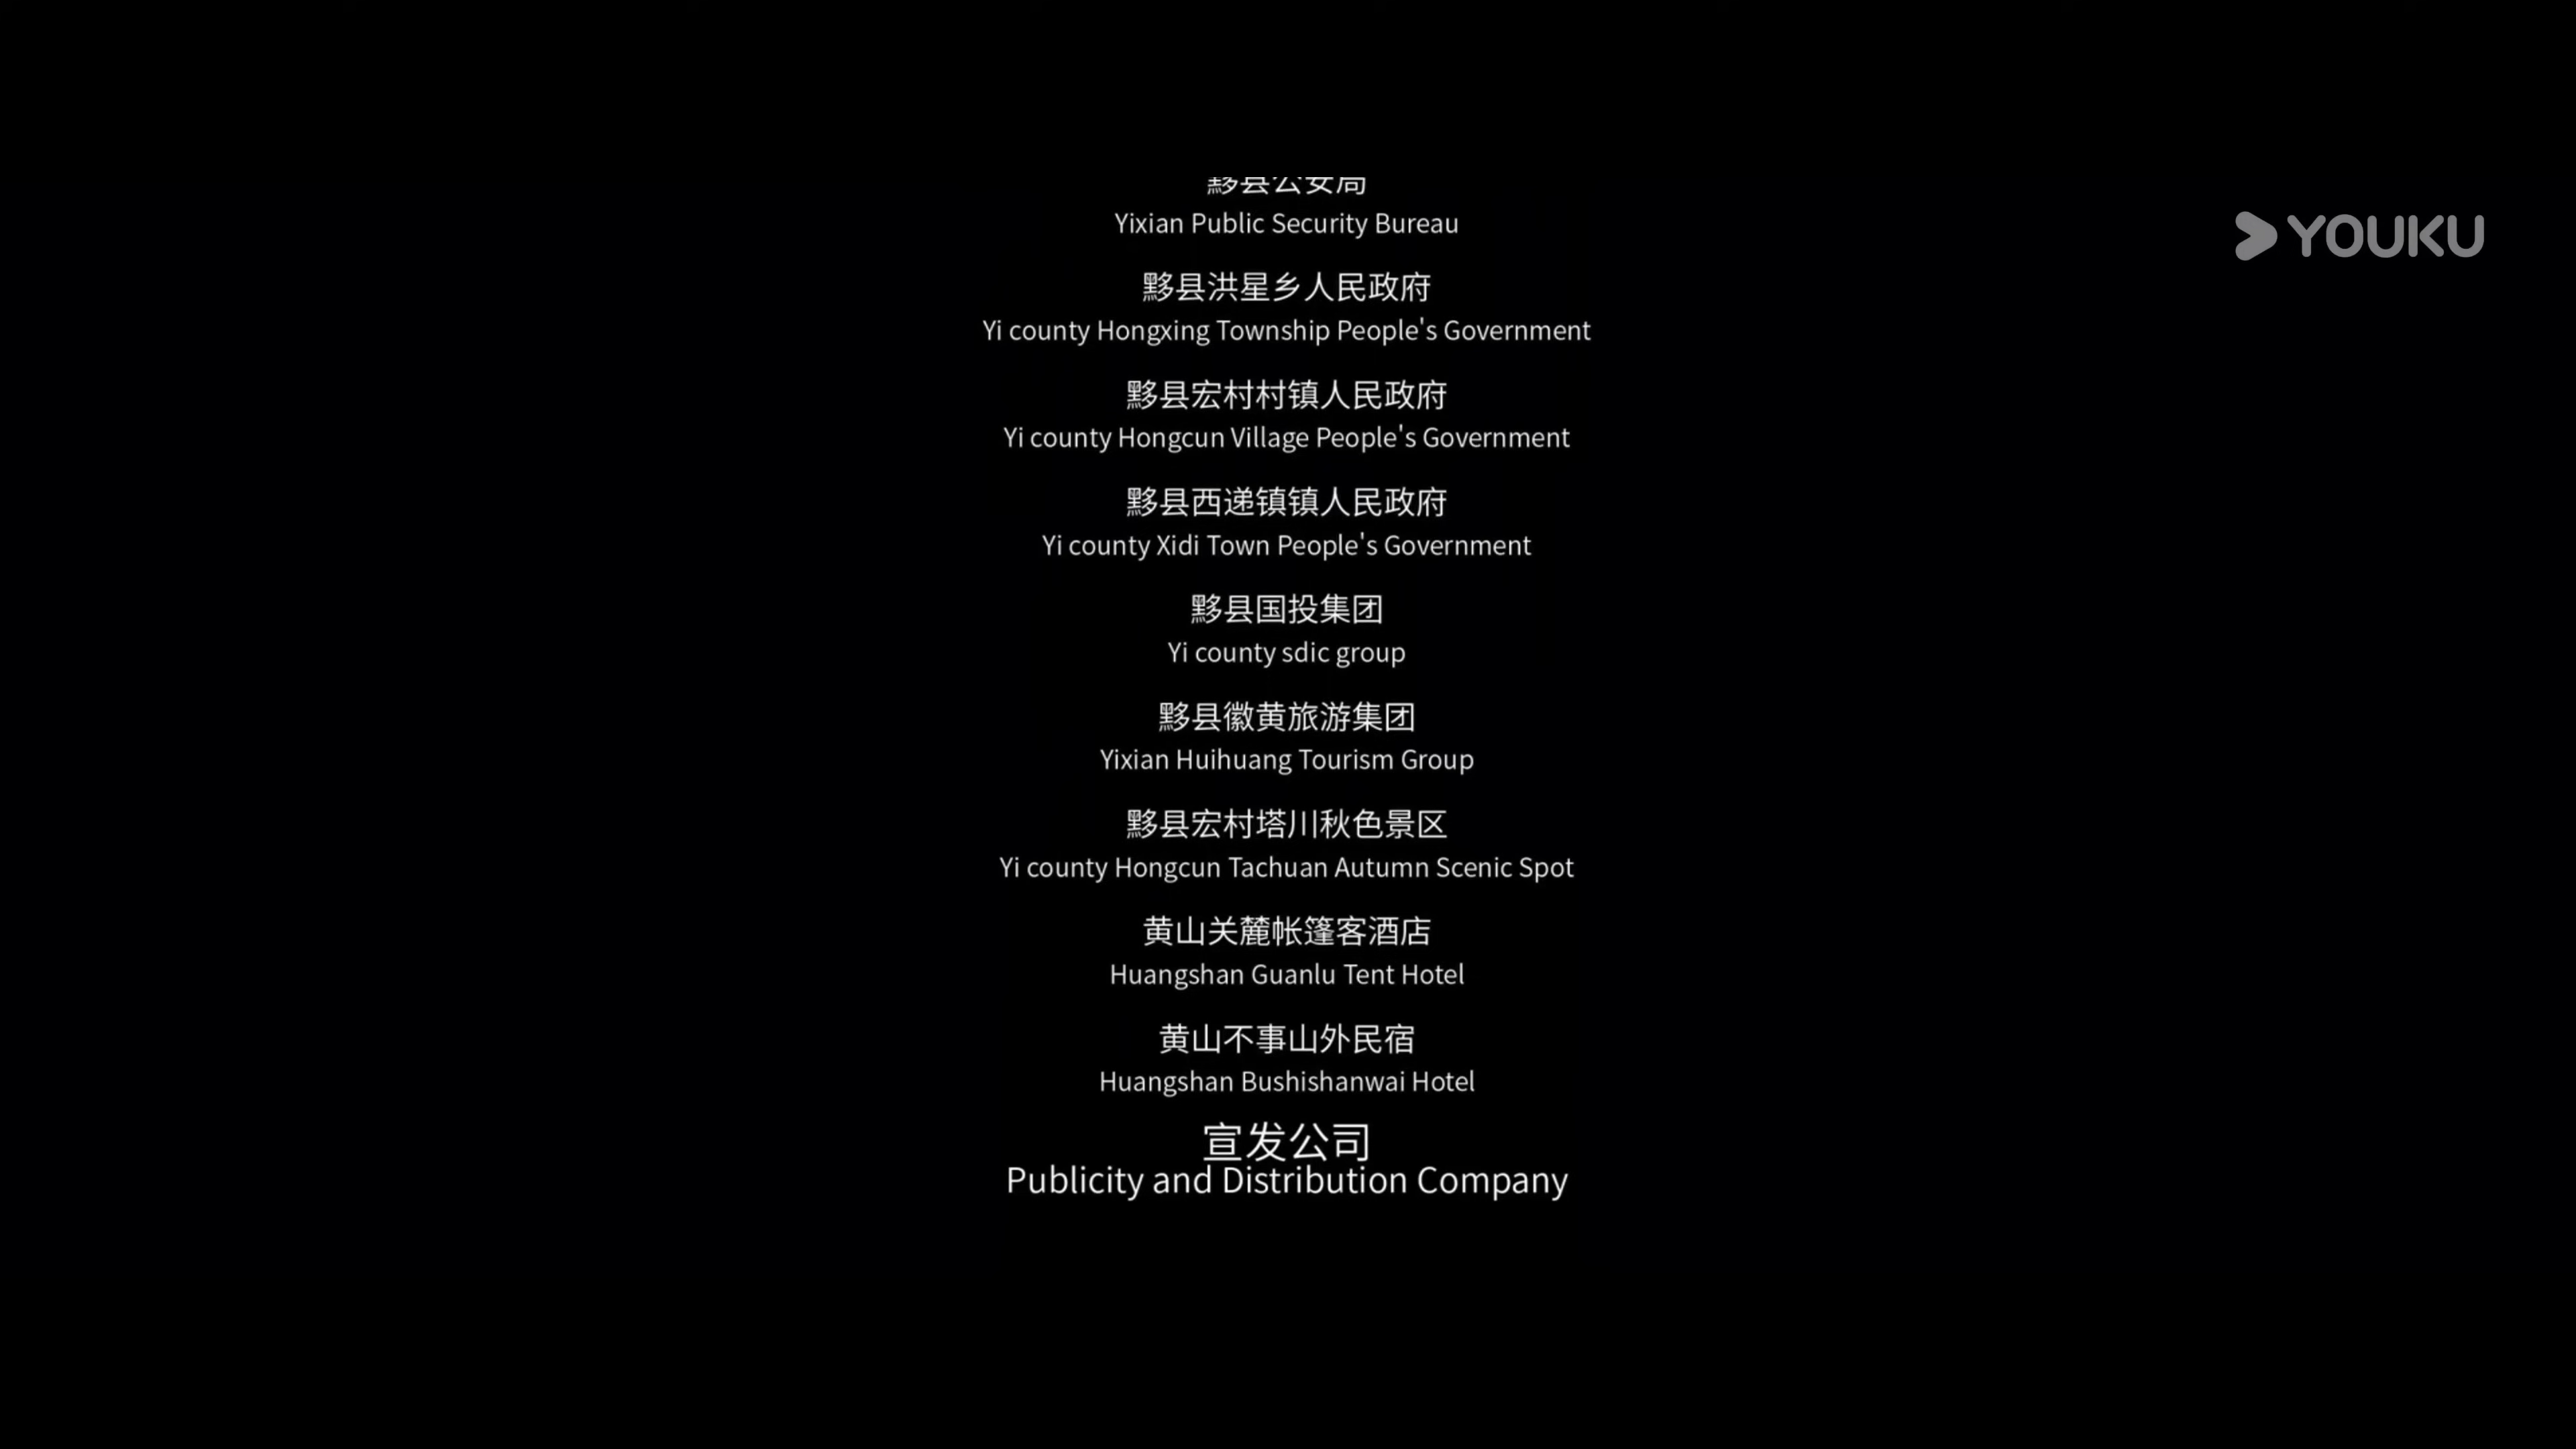 黟县公安局
Yixian Public Security Bureau
YOUKU
黟县洪星乡人民政府
Yi county Hongxing Township People's Government
黟县宏村村镇人民政府
Yi county Hongcun Village People's Government
黟县西递镇镇人民政府
Yi county Xidi Town People's Government
黟县国投集团
Yi county sdic group
黟县徽黄旅游集团
Yixian Huihuang Tourism Group
黟县宏村塔川秋色景区
Yi county Hongcun Tachuan Autumn Scenic Spot
黄山关麓帐篷客酒店
Huangshan Guanlu Tent Hotel
黄山不事山外民宿
Huangshan Bushishanwai Hotel
宣发公司
Publicity and Distribution Company